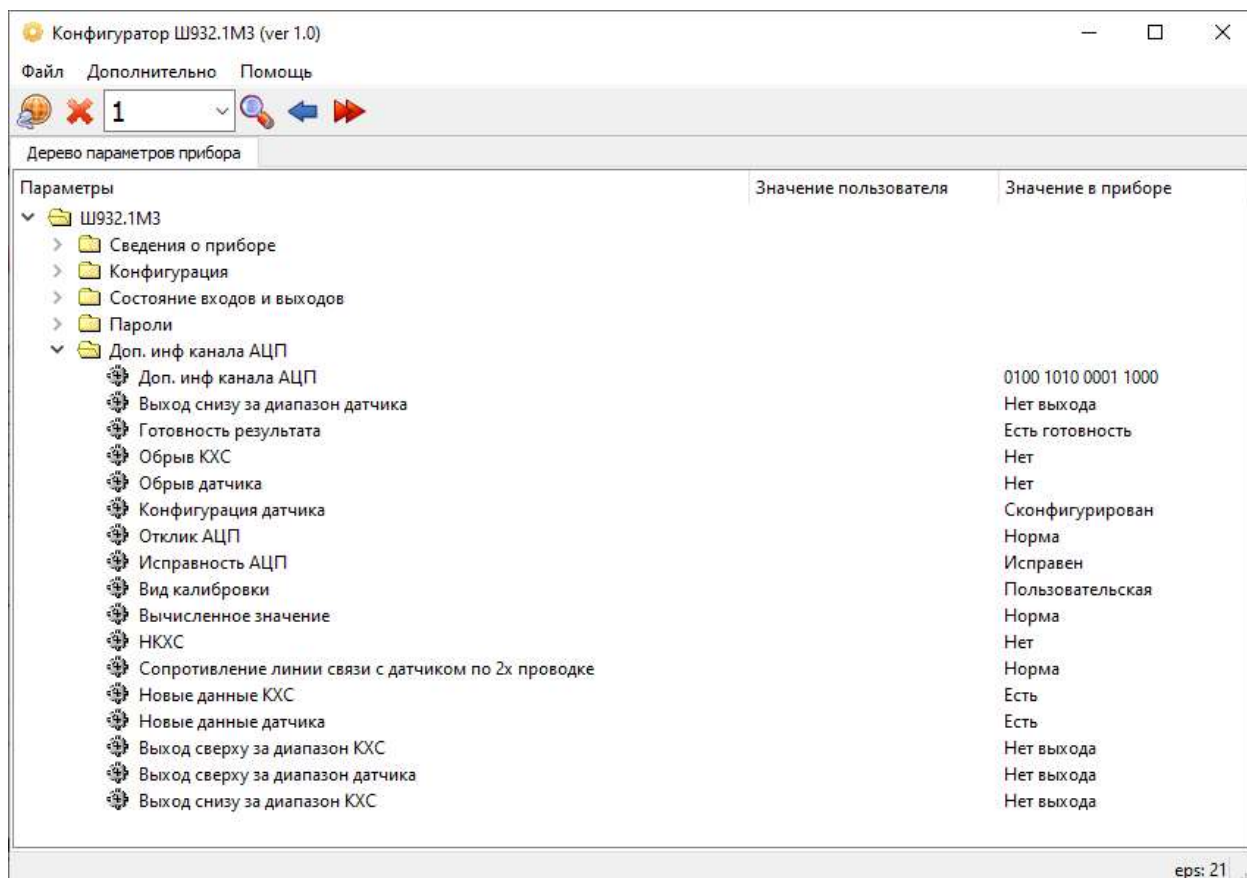 Конфигуратор Ш932.1М3 (ver 1.0)
Файл Дополнительно Помощь
1
Дерево параметров прибора
Параметры Значение пользователя Значение в приборе
Ш932.1М3
Сведения о приборе
Конфигурация
Состояние входов и выходов
Пароли
Доп. инф канала АЦП
Доп. инф канала АЦП 0100 1010 0001 1000
Выход снизу за диапазон датчика Нет выхода
Готовность результата Есть готовность
Обрыв КХС Нет
Обрыв датчика Нет
Конфигурация датчика Сконфигурирован
Отклик АЦП Норма
Исправность АЦП Исправен
Вид калибровки Пользовательская
Вычисленное значение Норма
НКХС Нет
Сопротивление линии связи с датчиком по 2х проводке Норма
Новые данные КХС Есть
Новые данные датчика Есть
Выход сверху за диапазон КХС Нет выхода
Выход сверху за диапазон датчика Нет выхода
Выход снизу за диапазон КХС Нет выхода
eps: 21